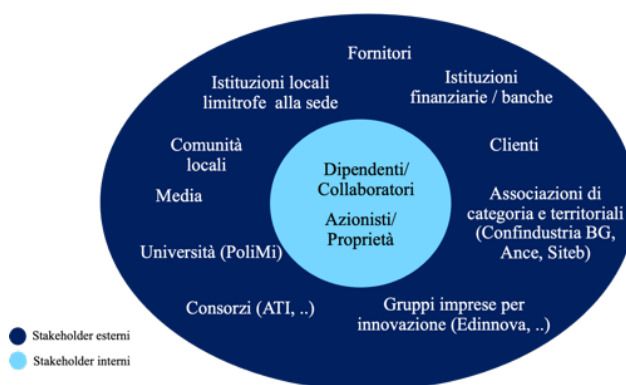 Fornitori
Istituzioni locali
limitrofe alla sede
Istituzioni
finanziarie / banche
Comunità
locali
Clienti
Dipendenti/
Collaboratori
Media
Associazioni di
categoria e territoriali
(Confindustria BG,
Ance, Siteb)
Azionisti/
Proprietà
Università (PoliMi)
Consorzi (ATI, ..)
Gruppi imprese per
innovazione (Edinnova, ..)
Stakeholder esterni
Stakeholder interni